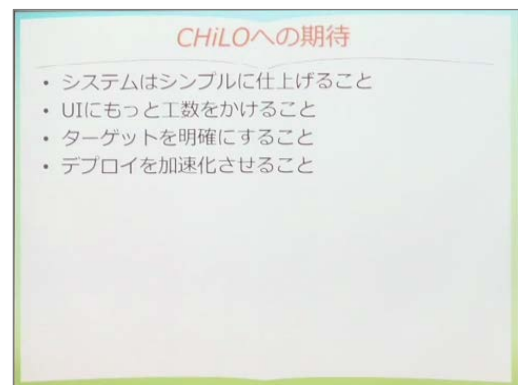 CHiLOへの期待
• システムはシンプルに仕上げること
• UIにもっと工数をかけること
• ターゲットを明確にすること
• デプロイを加速化させること